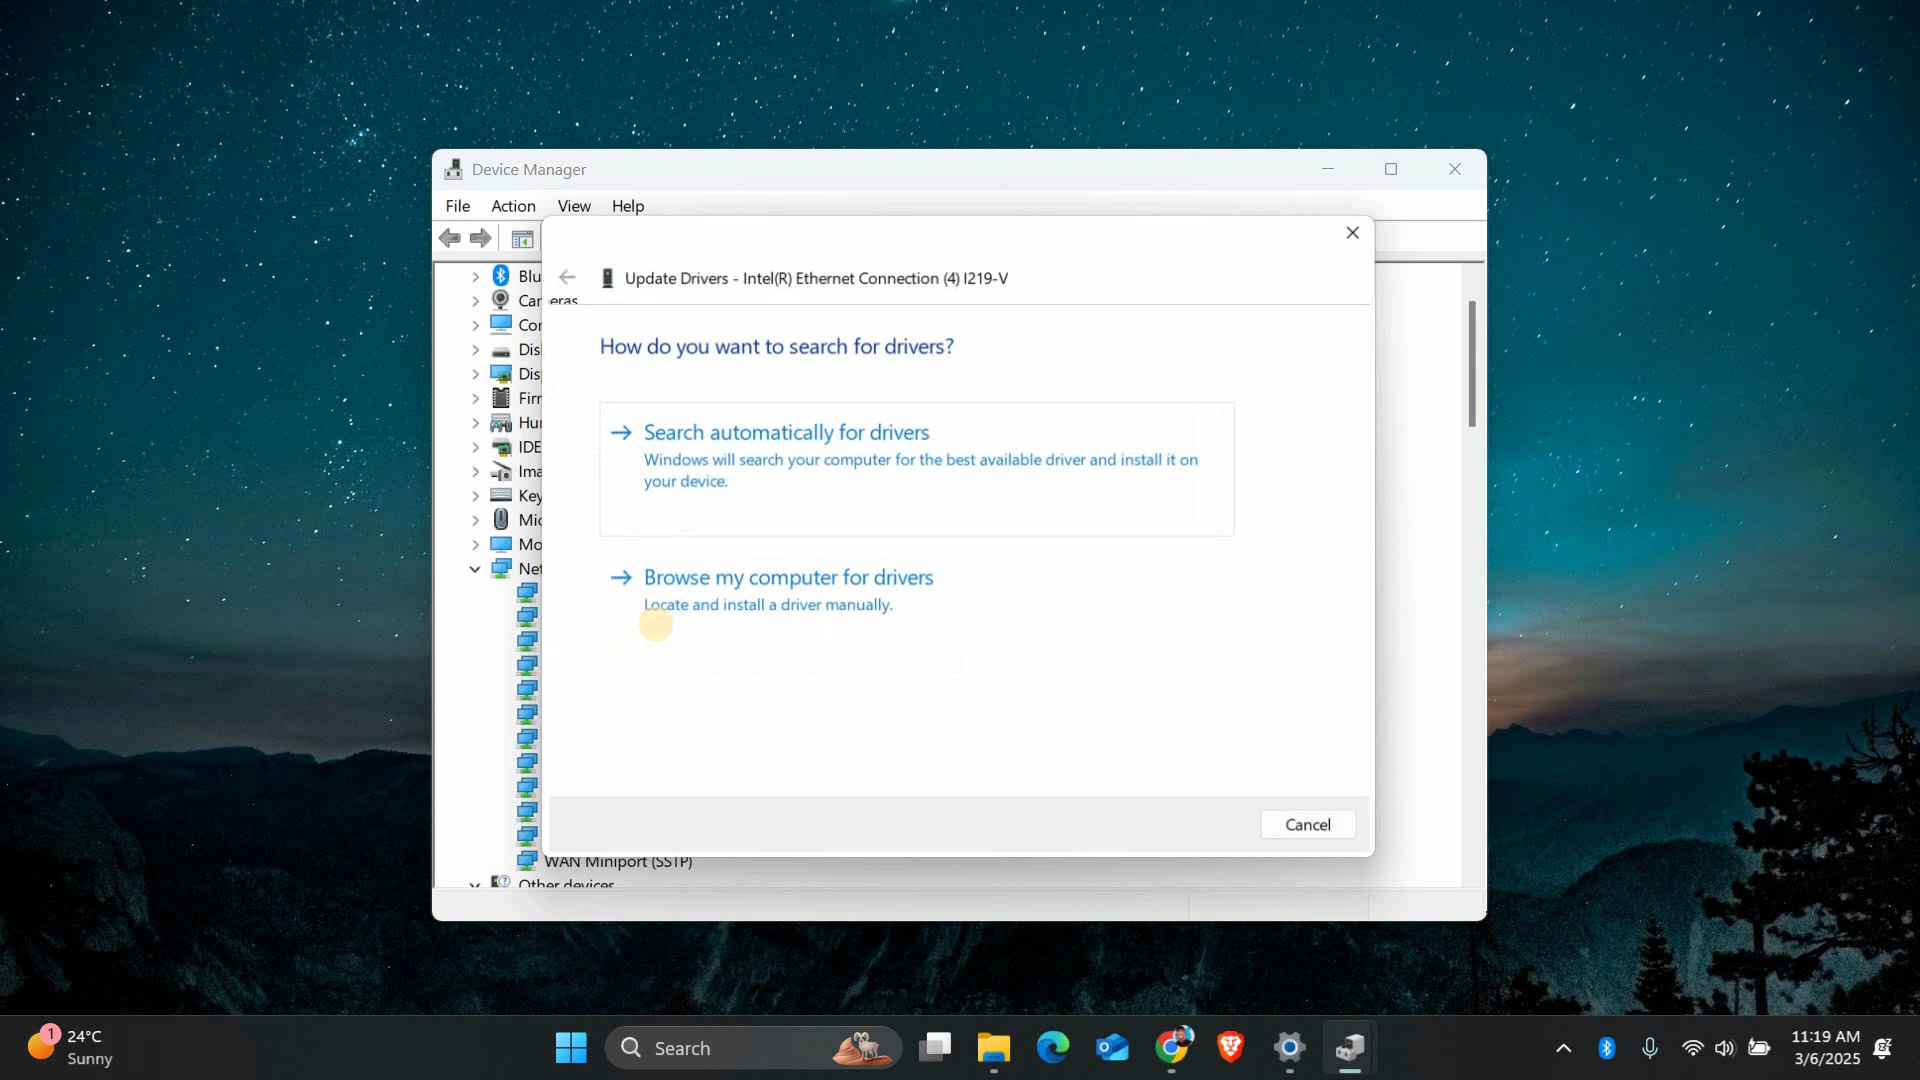 Device Manager
File Action View Help
Update Drivers - Intel(R) Ethernet Connection (4) I219-V
How do you want to search for drivers?
Search automatically for drivers
Windows will search your computer for the best available driver and install it on
your device.
Browse my computer for drivers
Locate and install a driver manually.
Cancel
Blu
Cameras
Con
Dis
Dis
Firr
Hur
IDE
Ima
Key
Mic
Mo
Net
WAN Miniport (SSTP)
Other devices
1
24°C
Sunny
Search
11:19 AM
3/6/2025